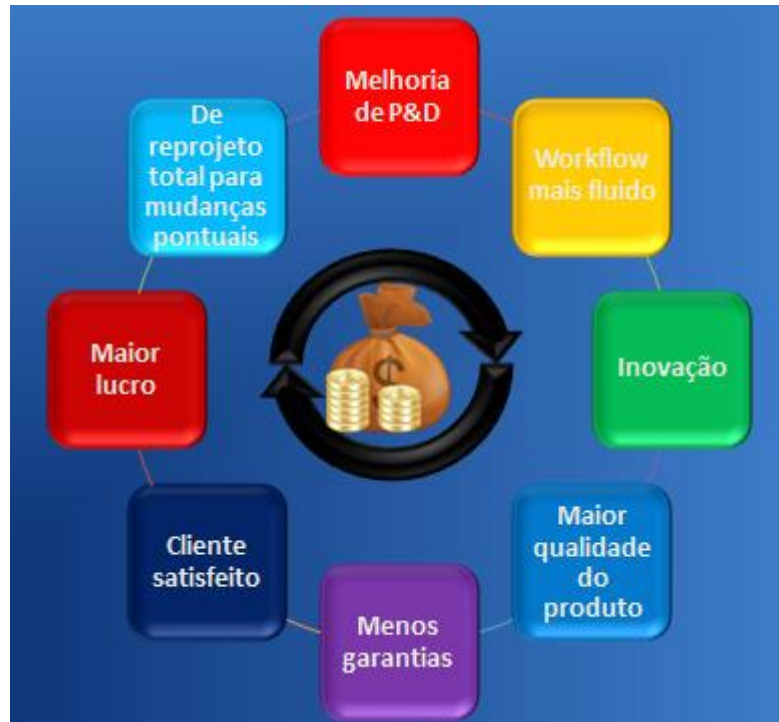 Melhoria
de P&D
Workflow
mais fluido
Inovação
Maior
qualidade
do
produto
Menos
garantias
Cliente
satisfeito
Maior
lucro
De
reprojeto
total para
mudanças
pontuais